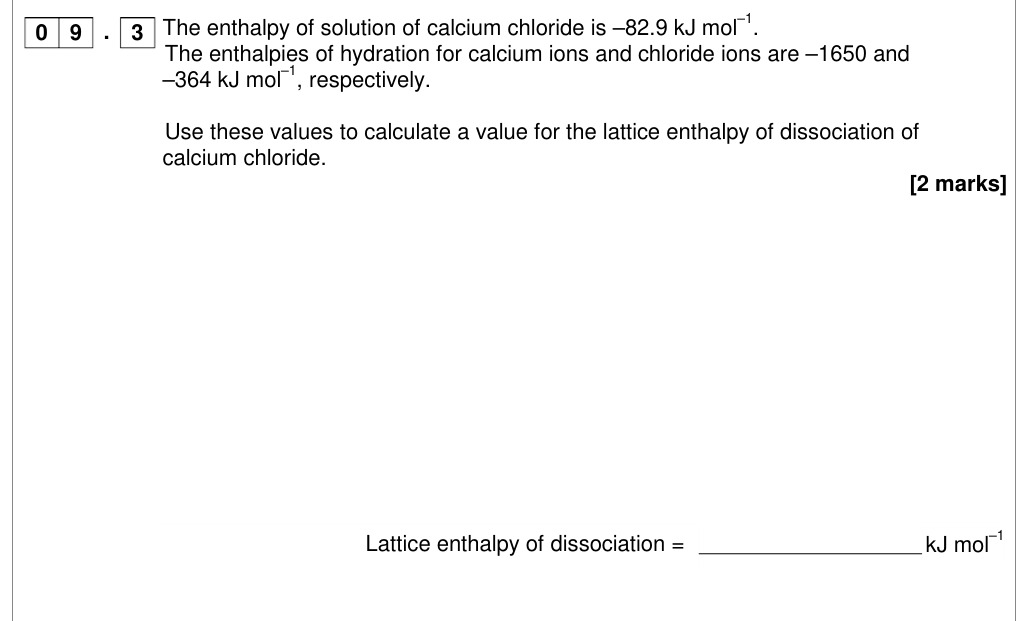 0 9 . 3 The enthalpy of solution of calcium chloride is –82.9 kJ mol⁻¹.
The enthalpies of hydration for calcium ions and chloride ions are –1650 and
–364 kJ mol⁻¹, respectively.
Use these values to calculate a value for the lattice enthalpy of dissociation of
calcium chloride.
[2 marks]
Lattice enthalpy of dissociation = ____________________ kJ mol⁻¹